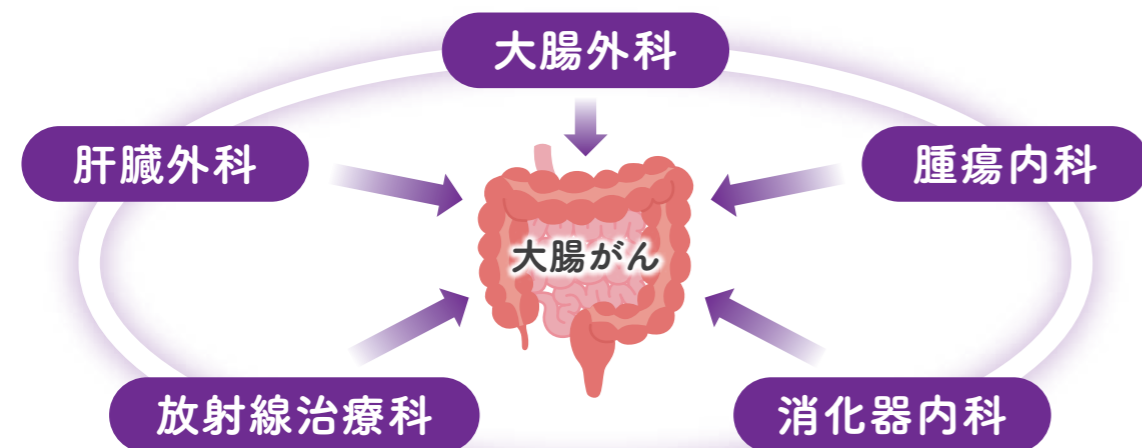 大腸外科
肝臓外科
腫瘍内科
大腸がん
放射線治療科
消化器内科